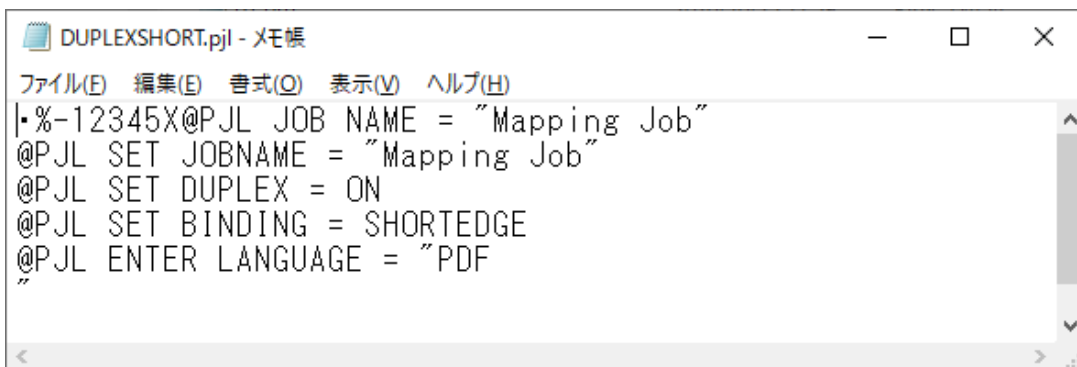 DUPLEXSHORT.pjl - メモ帳
ファイル(F) 編集(E) 書式(O) 表示(V) ヘルプ(H)
･%-12345X@PJL JOB NAME = "Mapping Job"
@PJL SET JOBNAME = "Mapping Job"
@PJL SET DUPLEX = ON
@PJL SET BINDING = SHORTEDGE
@PJL ENTER LANGUAGE = "PDF
"